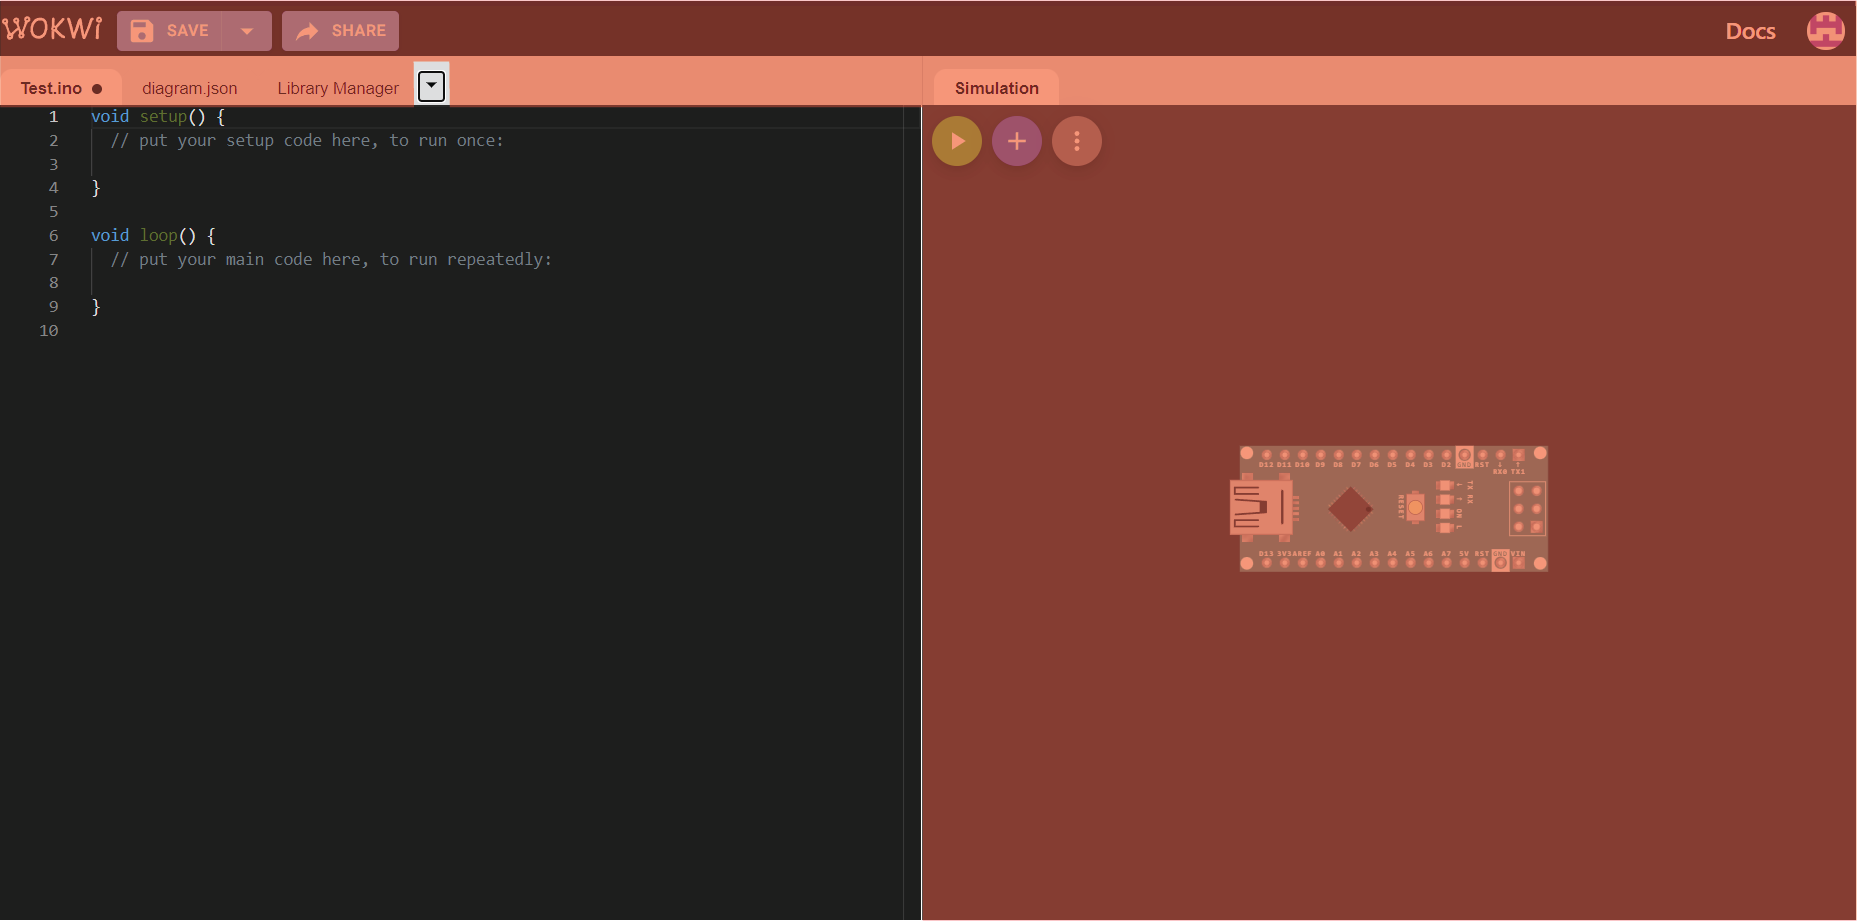 WOKWi SAVE SHARE Docs
Test.ino diagram.json Library Manager
1 void setup() {
2 // put your setup code here, to run once:
3
4 }
5
6 void loop() {
7 // put your main code here, to run repeatedly:
8
9 }
10
Simulation
D12 D11 D10 D9 D8 D7 D6 D5 D4 D3 D2 GND RST
RX0 TX1
RESET
TX RX
ON L
D13 3V3 AREF A0 A1 A2 A3 A4 A5 A6 A7 5V RST GND VIN